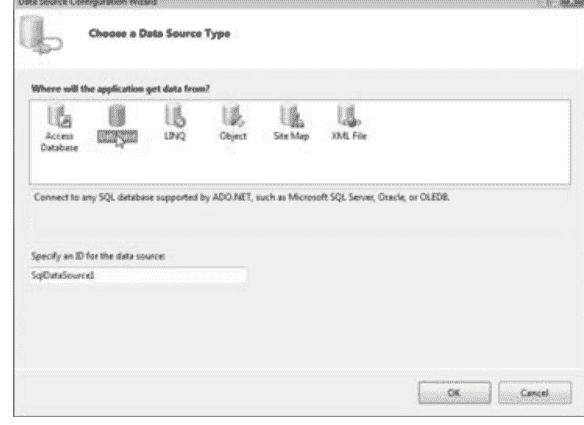 Data Source Configuration Wizard
Choose a Data Source Type
Where will the application get data from?
Access Database
Database
LINQ
Object
Site Map
XML File
Connect to any SQL database supported by ADO.NET, such as Microsoft SQL Server, Oracle, or OLEDB.
Specify an ID for the data source:
SqlDataSource1
OK
Cancel